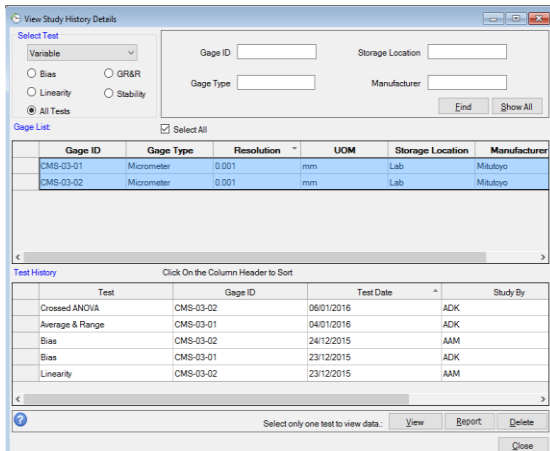 View Study History Details
Select Test
Variable
Bias GR&R
Linearity Stability
All Tests
Gage ID Storage Location
Gage Type Manufacturer
Find Show All
Gage List: Select All
Gage ID Gage Type Resolution UOM Storage Location Manufacturer
CMS-03-01 Micrometer 0.001 mm Lab Mitutoyo
CMS-03-02 Micrometer 0.001 mm Lab Mitutoyo
Test History Click On the Column Header to Sort
Test Gage ID Test Date Study By
Crossed ANOVA CMS-03-02 06/01/2016 ADK
Average & Range CMS-03-01 04/01/2016 ADK
Bias CMS-03-02 24/12/2015 AAM
Bias CMS-03-01 23/12/2015 ADK
Linearity CMS-03-02 23/12/2015 AAM
Select only one test to view data.: View Report Delete
Close